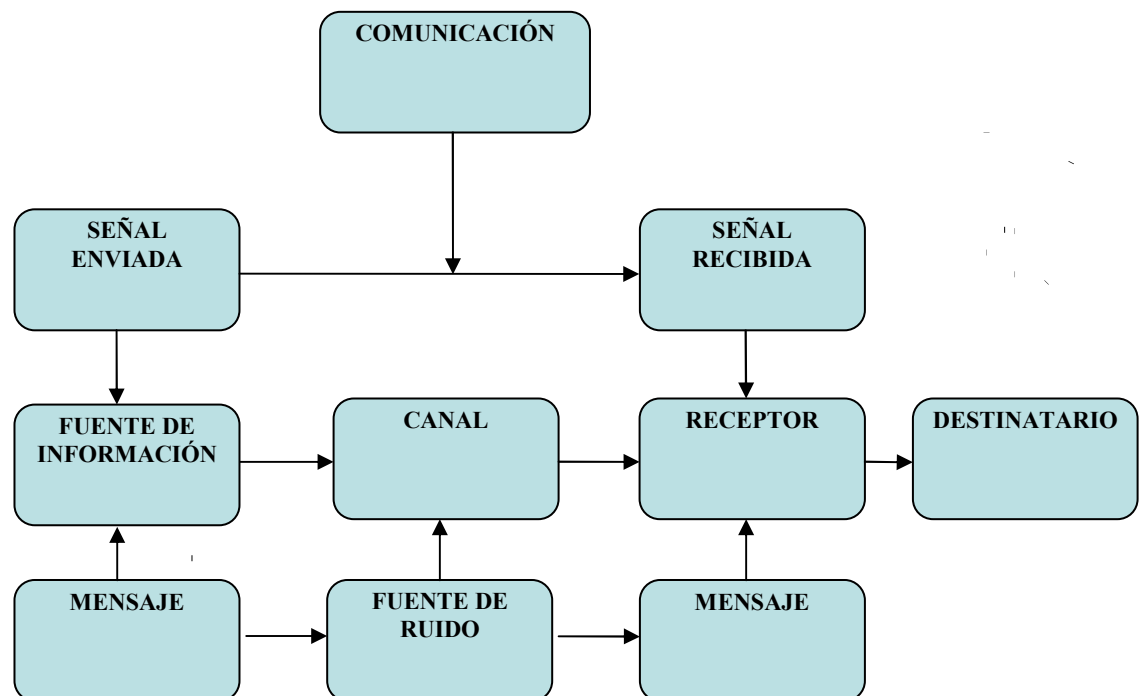 COMUNICACIÓN
SEÑAL
ENVIADA
SEÑAL
RECIBIDA
FUENTE DE
INFORMACIÓN
CANAL
RECEPTOR
DESTINATARIO
MENSAJE
FUENTE DE
RUIDO
MENSAJE